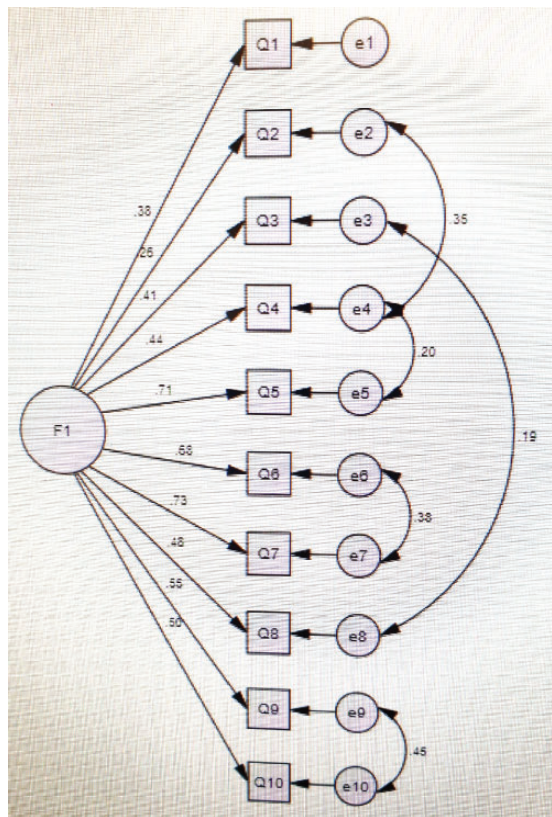 Q1 e1
Q2 e2
.38
.26
Q3 e3
.35
.41
Q4 e4
.44
.20
.71
Q5 e5
F1
.19
.68
Q6 e6
.73
.38
.48
Q7 e7
.55
.50
Q8 e8
Q9 e9
.45
Q10 e10